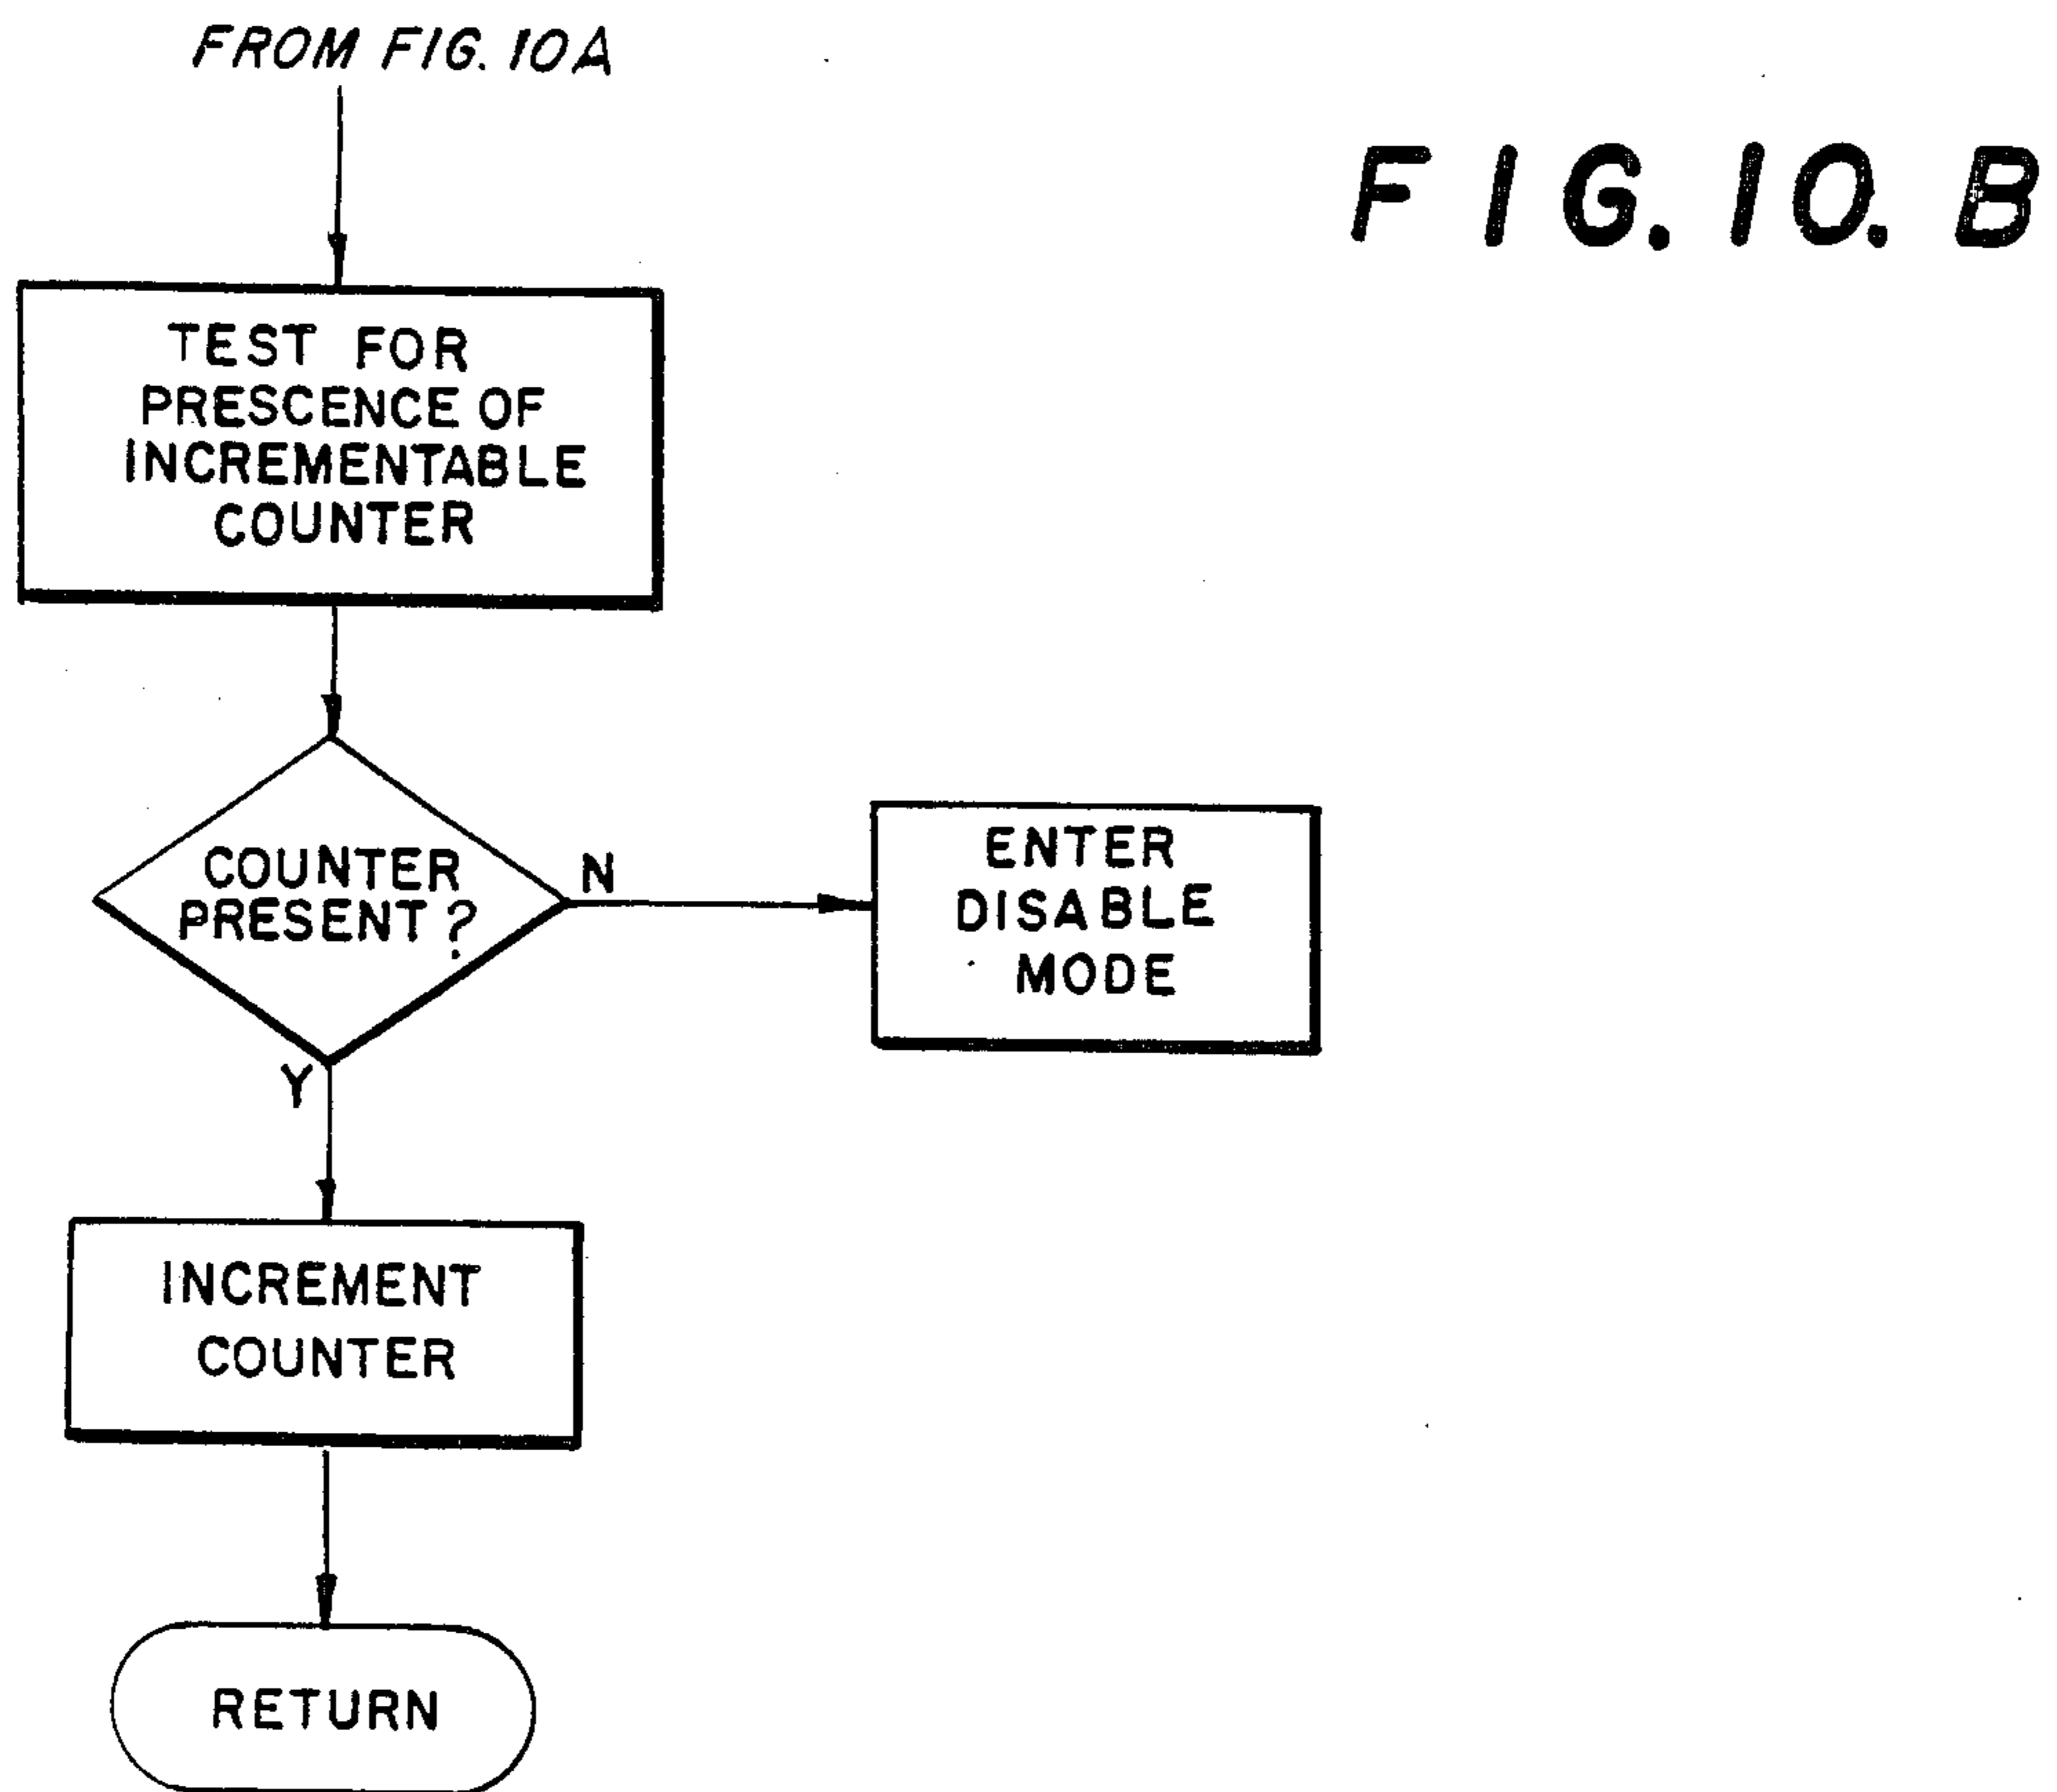 FROM FIG. 10A
FIG. 10. B
TEST FOR
PRESCENCE OF
INCREMENTABLE
COUNTER
COUNTER
PRESENT?
N
ENTER
DISABLE
MODE
Y
INCREMENT
COUNTER
RETURN